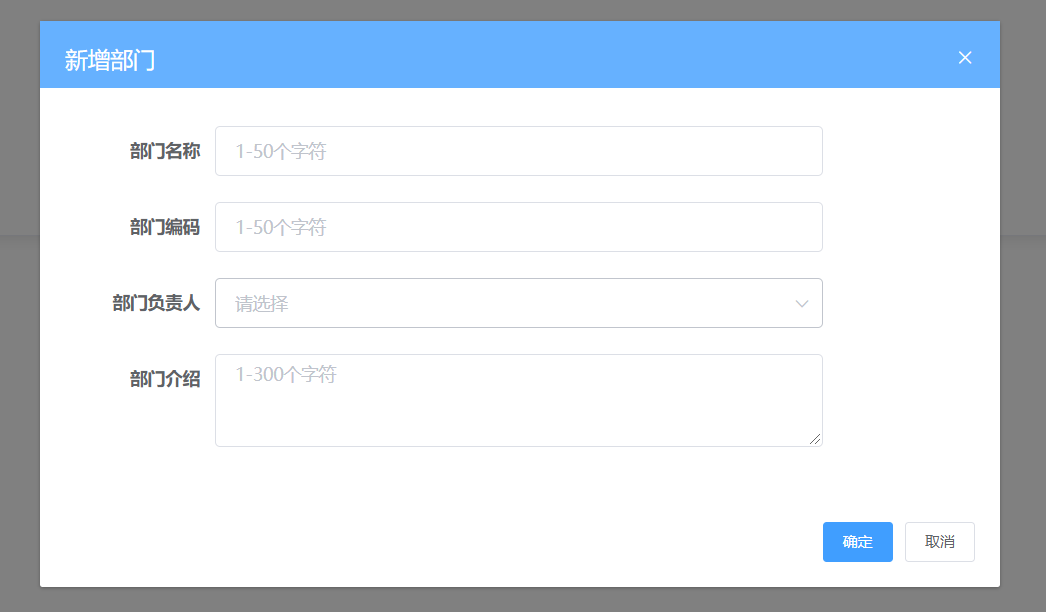 新增部门
部门名称 1-50个字符
部门编码 1-50个字符
部门负责人 请选择
部门介绍 1-300个字符
确定 取消